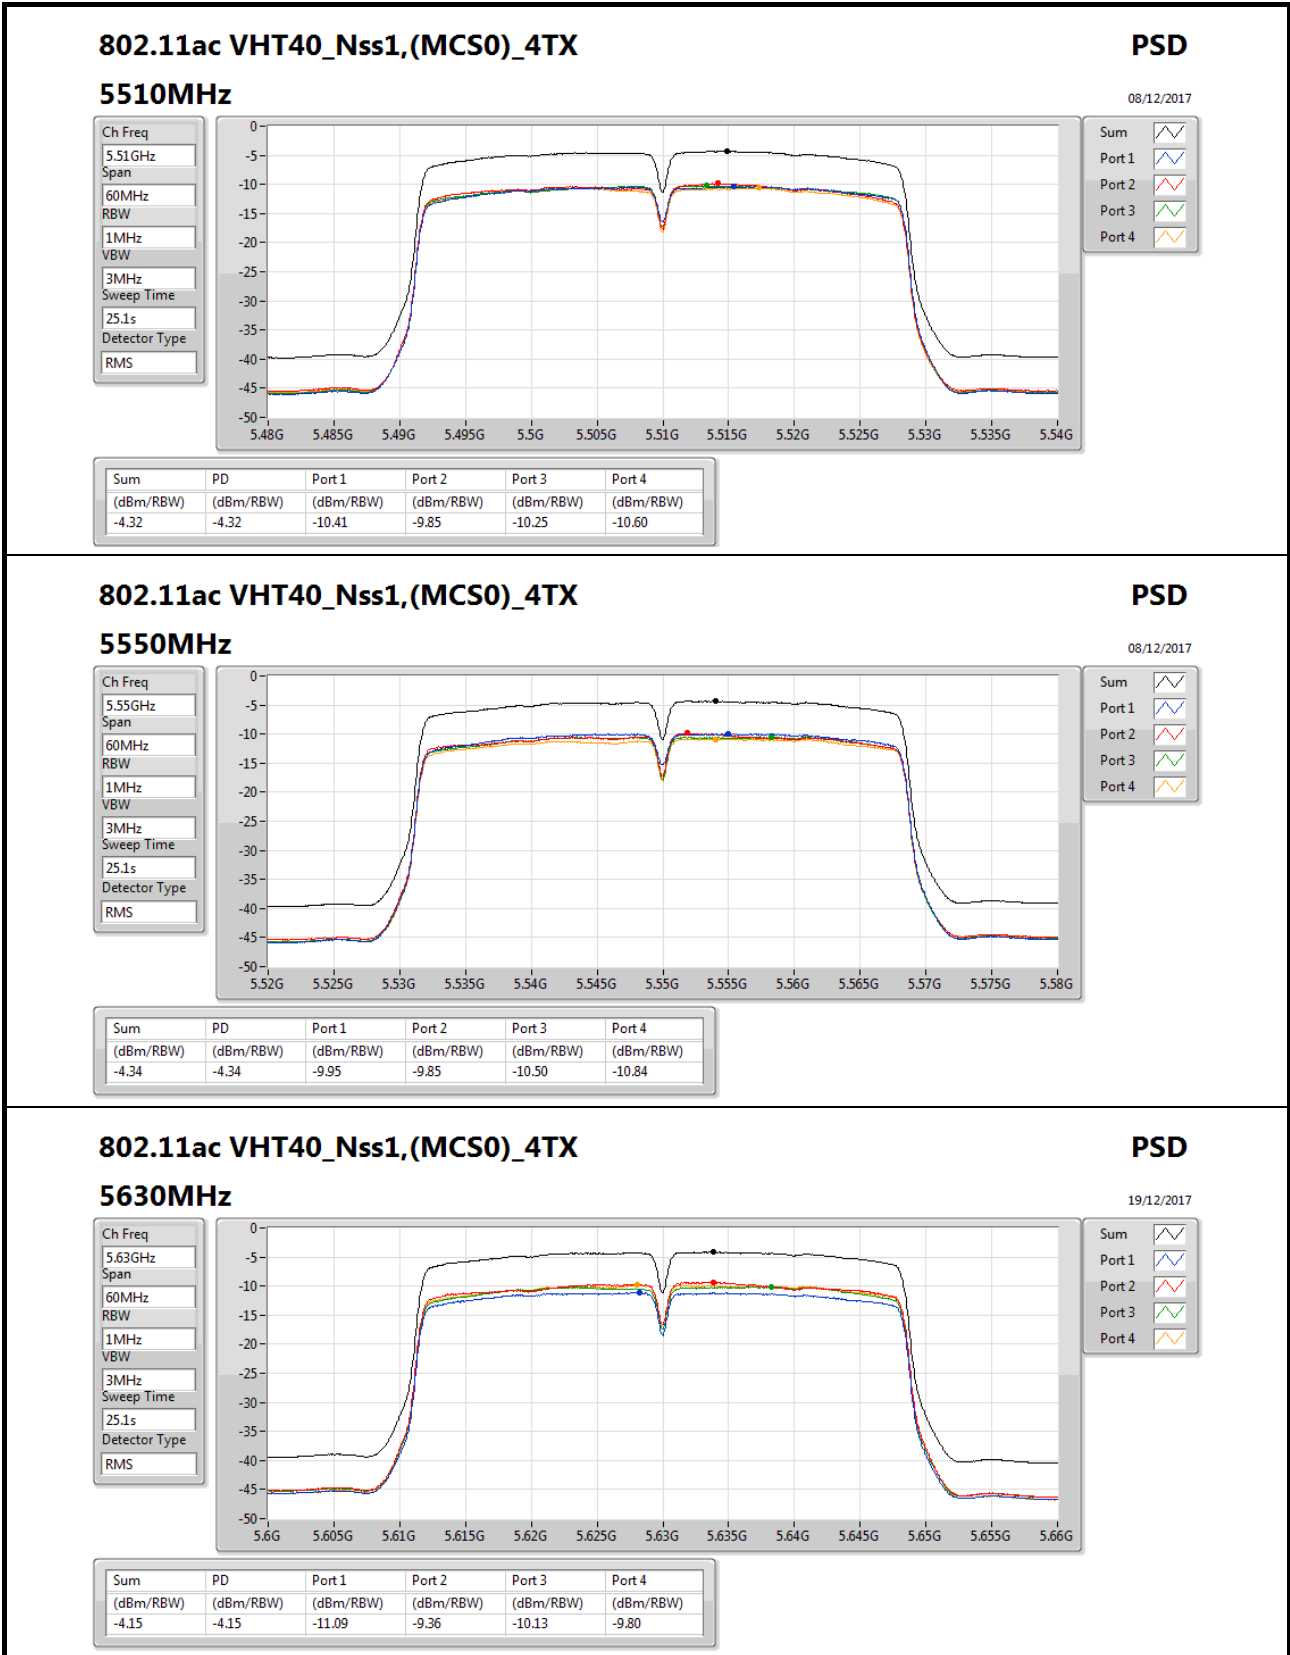 802.11ac VHT40_Nss1,(MCS0)_4TX PSD
5510MHz 08/12/2017
Ch Freq
5.51GHz
Span
60MHz
RBW
1MHz
VBW
3MHz
Sweep Time
25.1s
Detector Type
RMS
0
-5
-10
-15
-20
-25
-30
-35
-40
-45
-50
5.48G 5.485G 5.49G 5.495G 5.5G 5.505G 5.51G 5.515G 5.52G 5.525G 5.53G 5.535G 5.54G
Sum
Port 1
Port 2
Port 3
Port 4
Sum PD Port 1 Port 2 Port 3 Port 4
(dBm/RBW) (dBm/RBW) (dBm/RBW) (dBm/RBW) (dBm/RBW) (dBm/RBW)
-4.32 -4.32 -10.41 -9.85 -10.25 -10.60
802.11ac VHT40_Nss1,(MCS0)_4TX PSD
5550MHz 08/12/2017
Ch Freq
5.55GHz
Span
60MHz
RBW
1MHz
VBW
3MHz
Sweep Time
25.1s
Detector Type
RMS
0
-5
-10
-15
-20
-25
-30
-35
-40
-45
-50
5.52G 5.525G 5.53G 5.535G 5.54G 5.545G 5.55G 5.555G 5.56G 5.565G 5.57G 5.575G 5.58G
Sum
Port 1
Port 2
Port 3
Port 4
Sum PD Port 1 Port 2 Port 3 Port 4
(dBm/RBW) (dBm/RBW) (dBm/RBW) (dBm/RBW) (dBm/RBW) (dBm/RBW)
-4.34 -4.34 -9.95 -9.85 -10.50 -10.84
802.11ac VHT40_Nss1,(MCS0)_4TX PSD
5630MHz 19/12/2017
Ch Freq
5.63GHz
Span
60MHz
RBW
1MHz
VBW
3MHz
Sweep Time
25.1s
Detector Type
RMS
0
-5
-10
-15
-20
-25
-30
-35
-40
-45
-50
5.6G 5.605G 5.61G 5.615G 5.62G 5.625G 5.63G 5.635G 5.64G 5.645G 5.65G 5.655G 5.66G
Sum
Port 1
Port 2
Port 3
Port 4
Sum PD Port 1 Port 2 Port 3 Port 4
(dBm/RBW) (dBm/RBW) (dBm/RBW) (dBm/RBW) (dBm/RBW) (dBm/RBW)
-4.15 -4.15 -11.09 -9.36 -10.13 -9.80